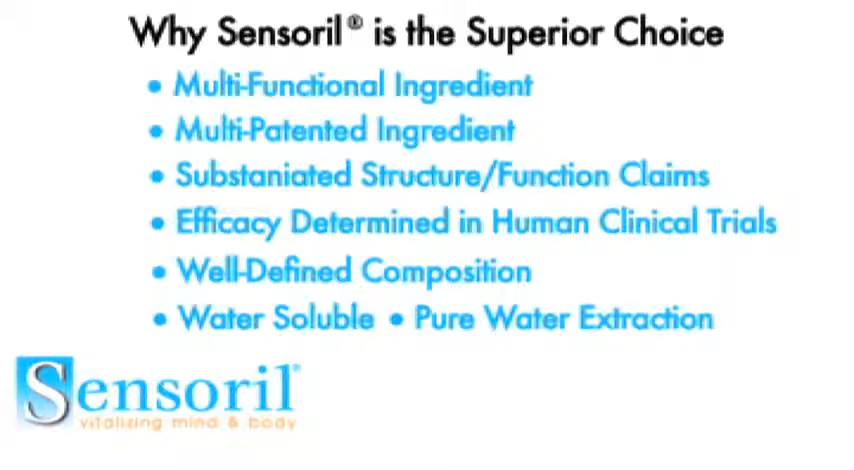 Why Sensoril® is the Superior Choice
• Multi-Functional Ingredient
• Multi-Patented Ingredient
• Substaniated Structure/Function Claims
• Efficacy Determined in Human Clinical Trials
• Well-Defined Composition
• Water Soluble • Pure Water Extraction
Sensoril®
vitalizing mind & body